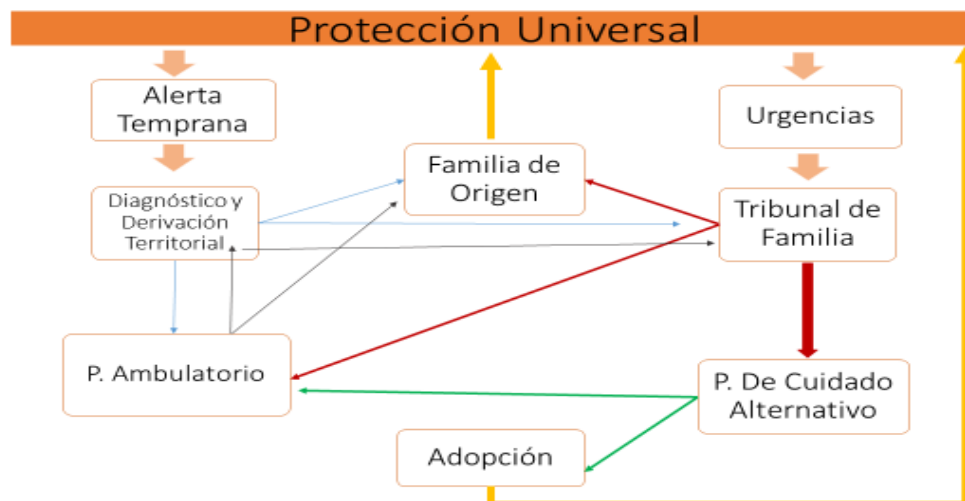 Protección Universal
Alerta
Temprana
Urgencias
Familia de
Origen
Diagnóstico y
Derivación
Territorial
Tribunal de
Familia
P. Ambulatorio
P. De Cuidado
Alternativo
Adopción